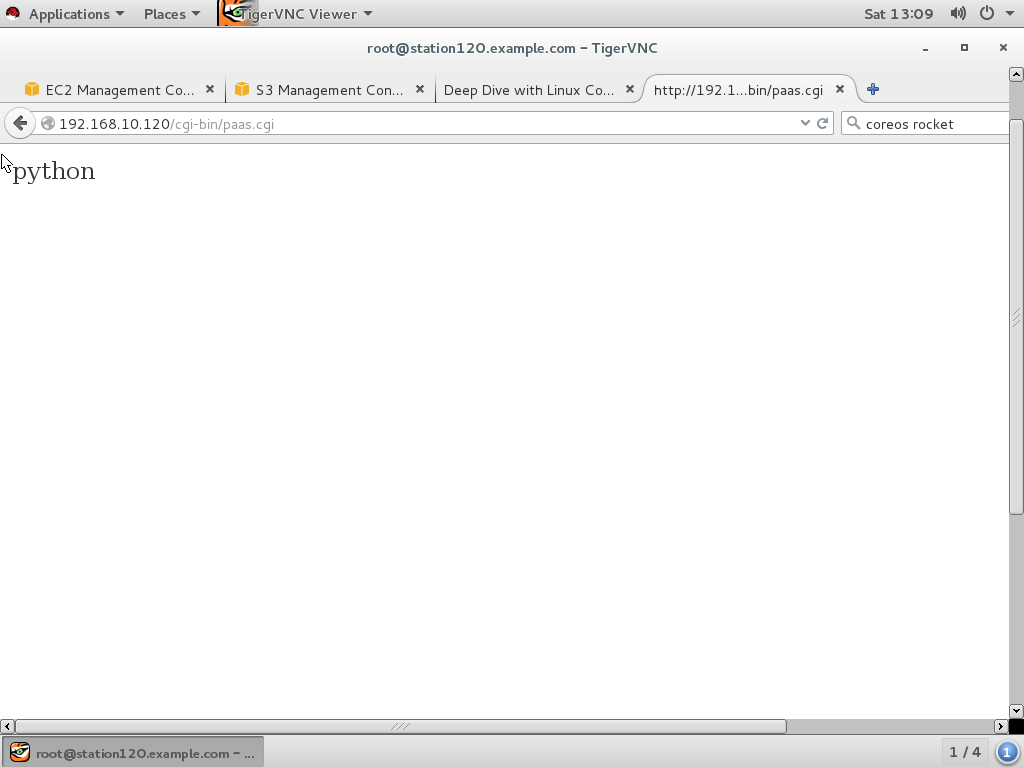 Applications Places TigerVNC Viewer Sat 13:09
root@station120.example.com − TigerVNC
EC2 Management Co... S3 Management Con... Deep Dive with Linux Co... http://192.1...bin/paas.cgi
192.168.10.120/cgi-bin/paas.cgi coreos rocket
python
root@station120.example.com − ... 1 / 4 1